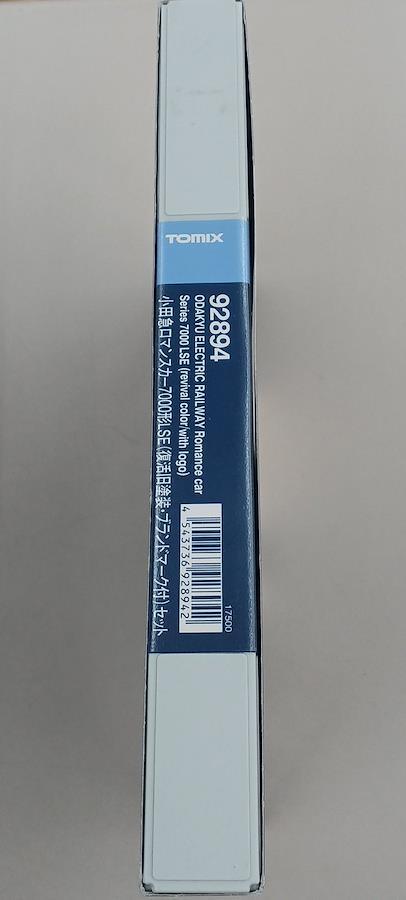 TOMIX
92894
ODAKYU ELECTRIC RAILWAY Romance car
Series 7000 LSE (revival color/with logo)
小田急ロマンスカー7000形LSE(復活旧塗装・ブランドマーク付)セット
4 543736 928942
17500